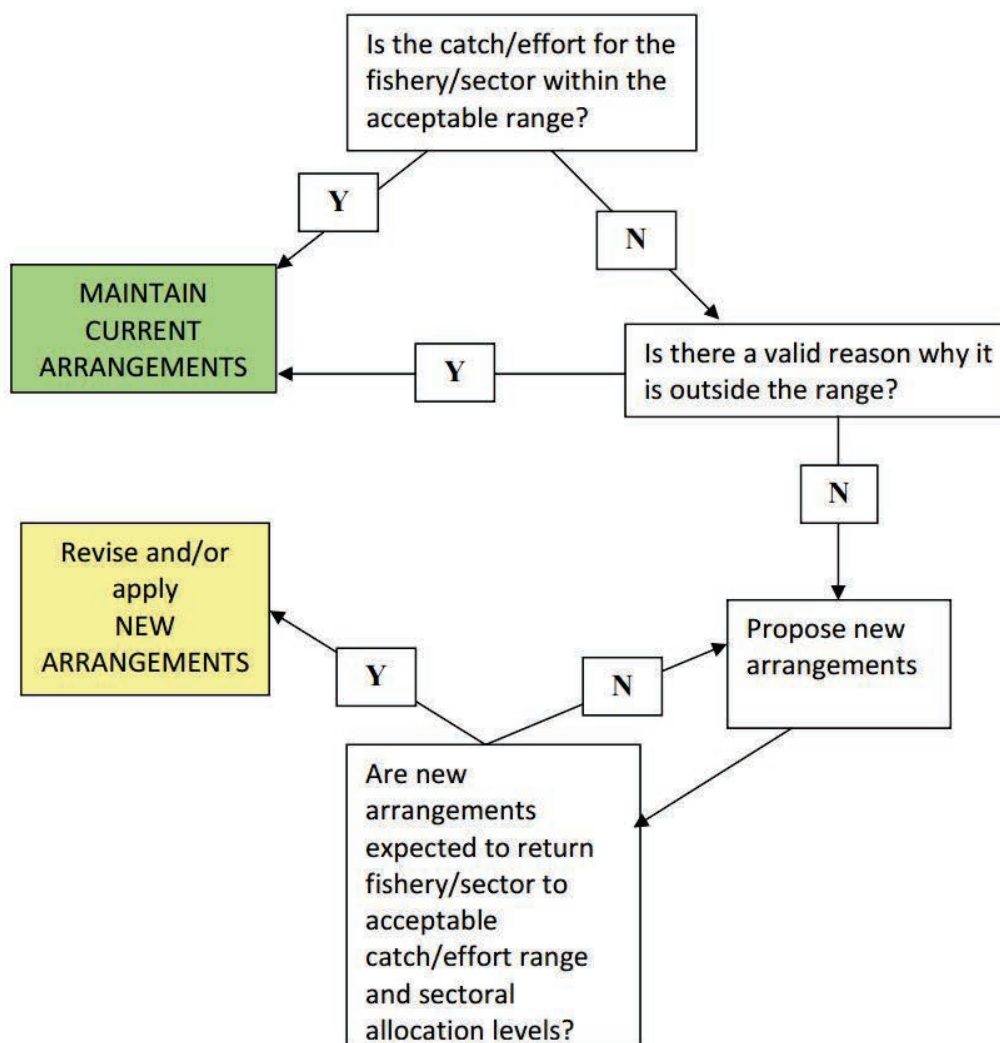 Is the catch/effort for the
fishery/sector within the
acceptable range?
Y
N
MAINTAIN
CURRENT
ARRANGEMENTS
Y
Is there a valid reason why it
is outside the range?
N
Revise and/or
apply
NEW
ARRANGEMENTS
Propose new
arrangements
Y
N
Are new
arrangements
expected to return
fishery/sector to
acceptable
catch/effort range
and sectoral
allocation levels?